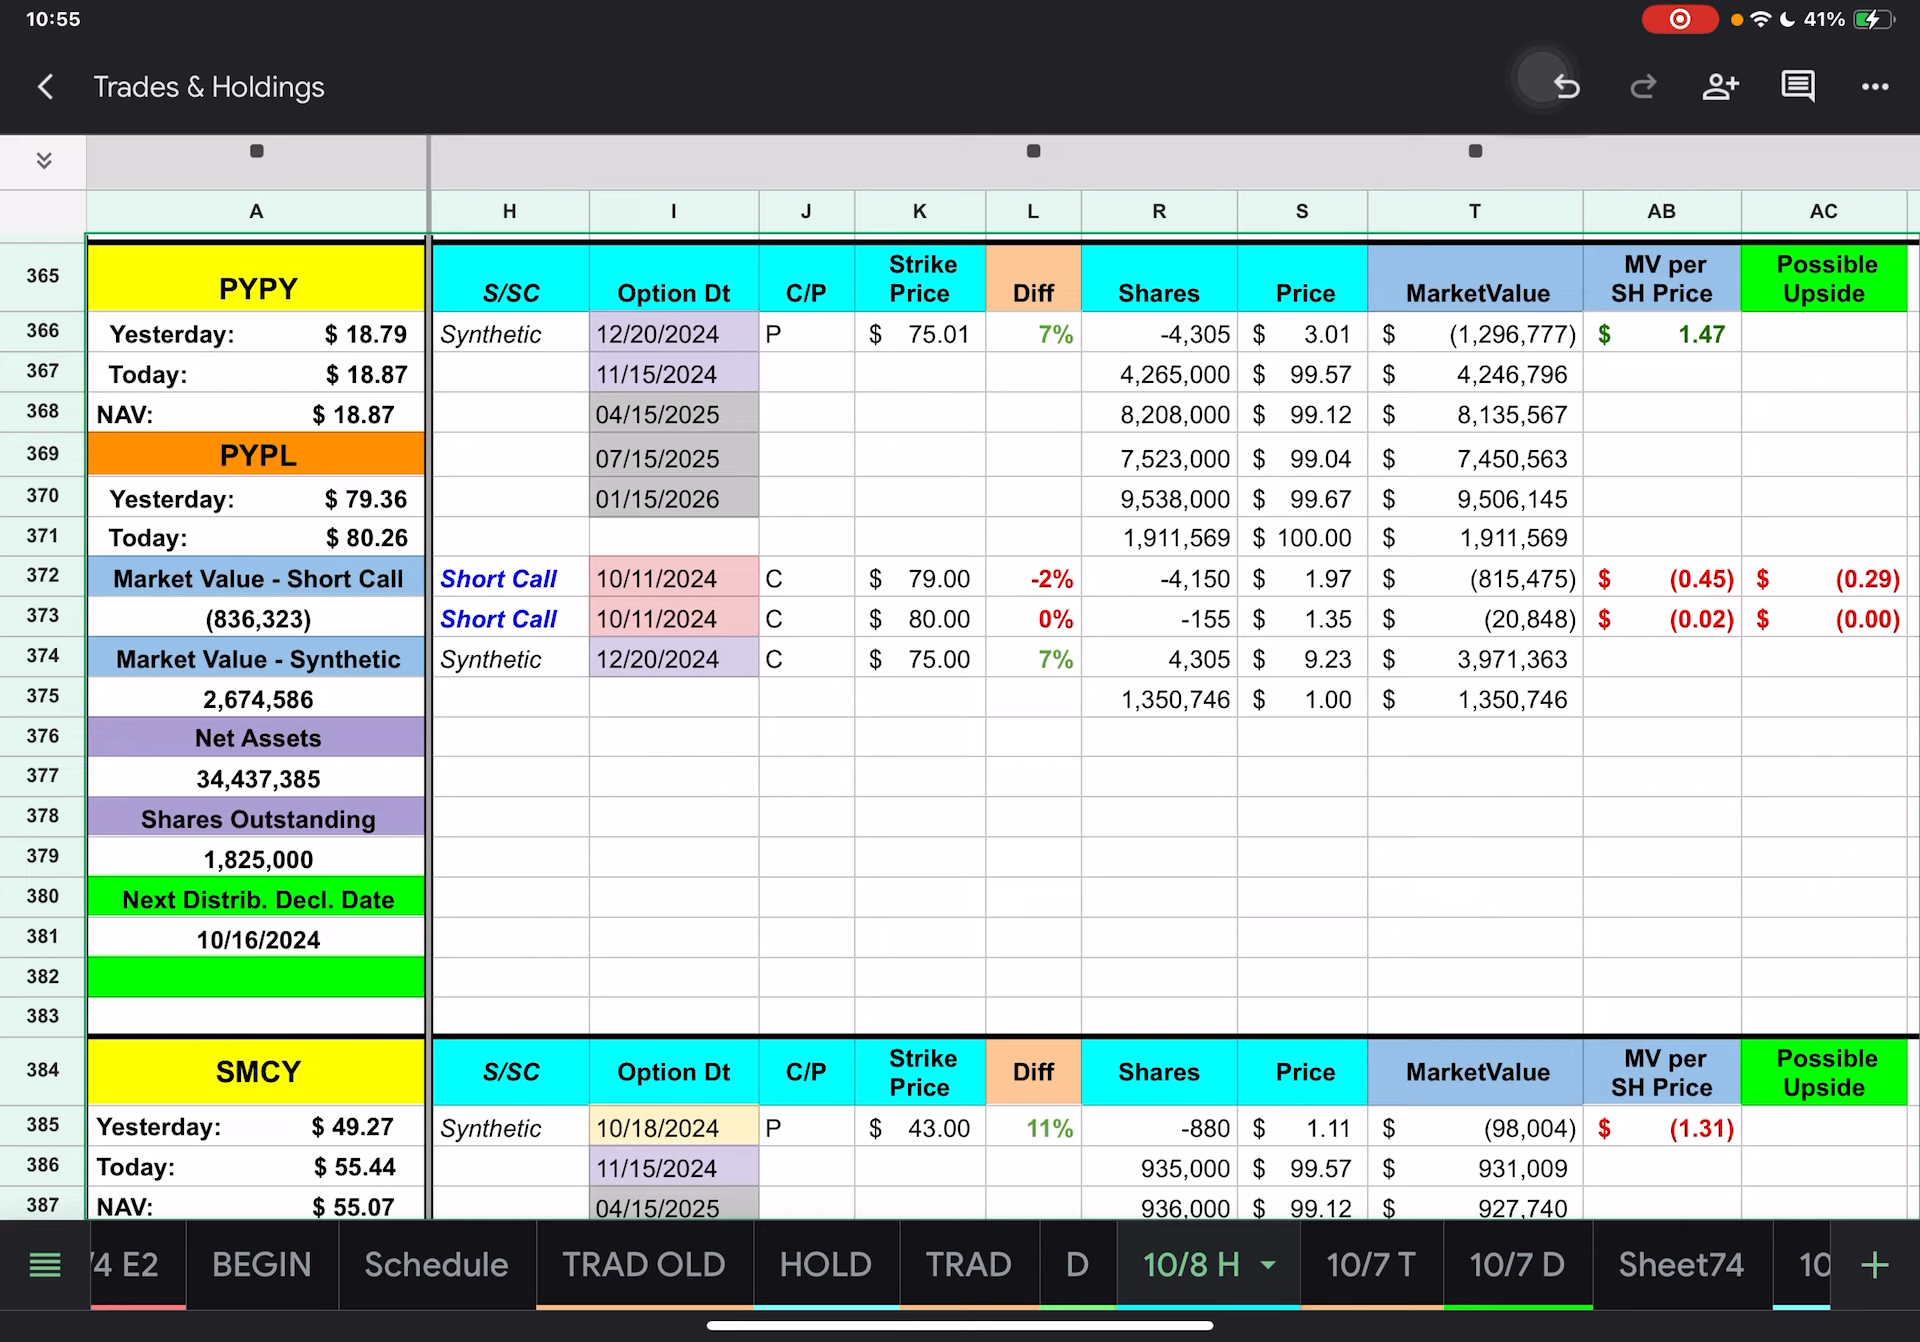 10:55
41%
Trades & Holdings
A H I J K L R S T AB AC
365 PYPY S/SC Option Dt C/P Strike Price Diff Shares Price MarketValue MV per SH Price Possible Upside
366 Yesterday: $ 18.79 Synthetic 12/20/2024 P $ 75.01 7% -4,305 $ 3.01 $ (1,296,777) $ 1.47
367 Today: $ 18.87 11/15/2024 4,265,000 $ 99.57 $ 4,246,796
368 NAV: $ 18.87 04/15/2025 8,208,000 $ 99.12 $ 8,135,567
369 PYPL 07/15/2025 7,523,000 $ 99.04 $ 7,450,563
370 Yesterday: $ 79.36 01/15/2026 9,538,000 $ 99.67 $ 9,506,145
371 Today: $ 80.26 1,911,569 $ 100.00 $ 1,911,569
372 Market Value - Short Call Short Call 10/11/2024 C $ 79.00 -2% -4,150 $ 1.97 $ (815,475) $ (0.45) $ (0.29)
373 (836,323) Short Call 10/11/2024 C $ 80.00 0% -155 $ 1.35 $ (20,848) $ (0.02) $ (0.00)
374 Market Value - Synthetic Synthetic 12/20/2024 C $ 75.00 7% 4,305 $ 9.23 $ 3,971,363
375 2,674,586 1,350,746 $ 1.00 $ 1,350,746
376 Net Assets
377 34,437,385
378 Shares Outstanding
379 1,825,000
380 Next Distrib. Decl. Date
381 10/16/2024
382
383
384 SMCY S/SC Option Dt C/P Strike Price Diff Shares Price MarketValue MV per SH Price Possible Upside
385 Yesterday: $ 49.27 Synthetic 10/18/2024 P $ 43.00 11% -880 $ 1.11 $ (98,004) $ (1.31)
386 Today: $ 55.44 11/15/2024 935,000 $ 99.57 $ 931,009
387 NAV: $ 55.07 04/15/2025 936,000 $ 99.12 $ 927,740
/4 E2 BEGIN Schedule TRAD OLD HOLD TRAD D 10/8 H 10/7 T 10/7 D Sheet74 10